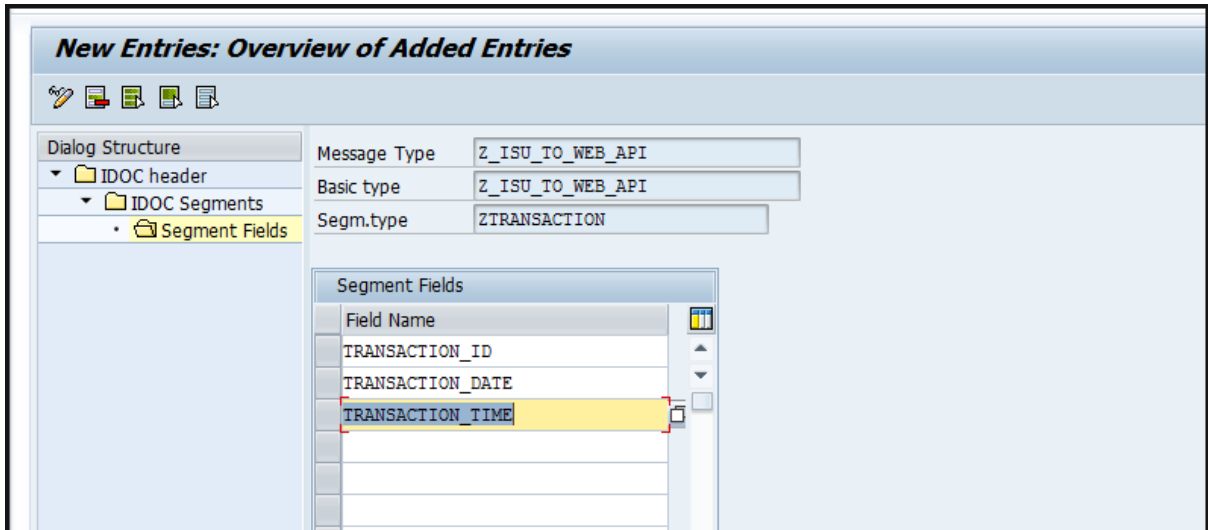 New Entries: Overview of Added Entries
Dialog Structure
IDOC header
IDOC Segments
Segment Fields
Message Type Z_ISU_TO_WEB_API
Basic type Z_ISU_TO_WEB_API
Segm.type ZTRANSACTION
Segment Fields
Field Name
TRANSACTION_ID
TRANSACTION_DATE
TRANSACTION_TIME